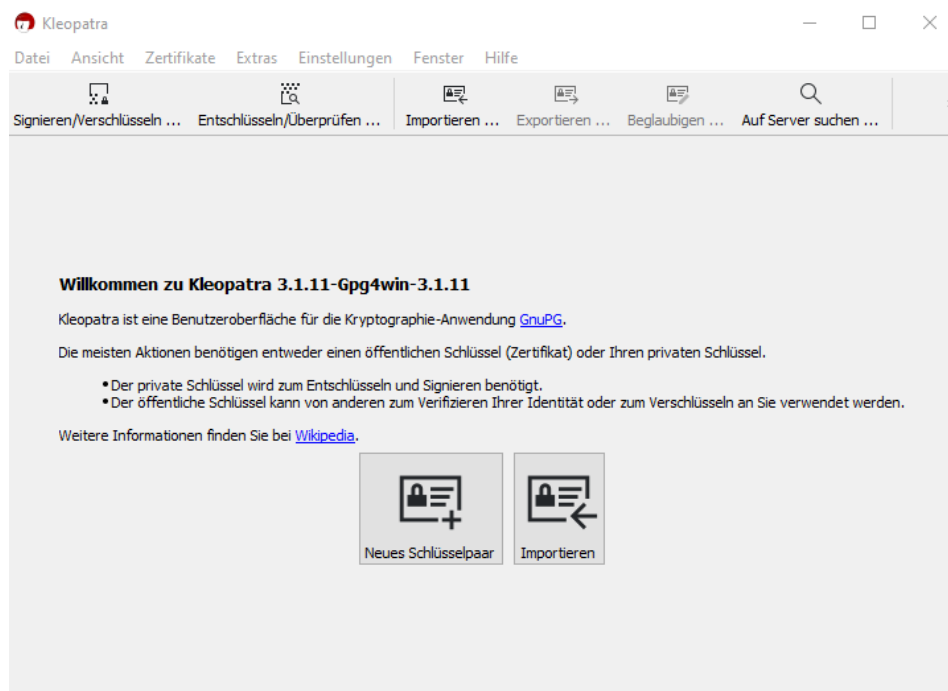 Kleopatra
Datei Ansicht Zertifikate Extras Einstellungen Fenster Hilfe
Signieren/Verschlüsseln ... Entschlüsseln/Überprüfen ... Importieren ... Exportieren ... Beglaubigen ... Auf Server suchen ...
Willkommen zu Kleopatra 3.1.11-Gpg4win-3.1.11
Kleopatra ist eine Benutzeroberfläche für die Kryptographie-Anwendung GnuPG.
Die meisten Aktionen benötigen entweder einen öffentlichen Schlüssel (Zertifikat) oder Ihren privaten Schlüssel.
• Der private Schlüssel wird zum Entschlüsseln und Signieren benötigt.
• Der öffentliche Schlüssel kann von anderen zum Verifizieren Ihrer Identität oder zum Verschlüsseln an Sie verwendet werden.
Weitere Informationen finden Sie bei Wikipedia.
Neues Schlüsselpaar Importieren